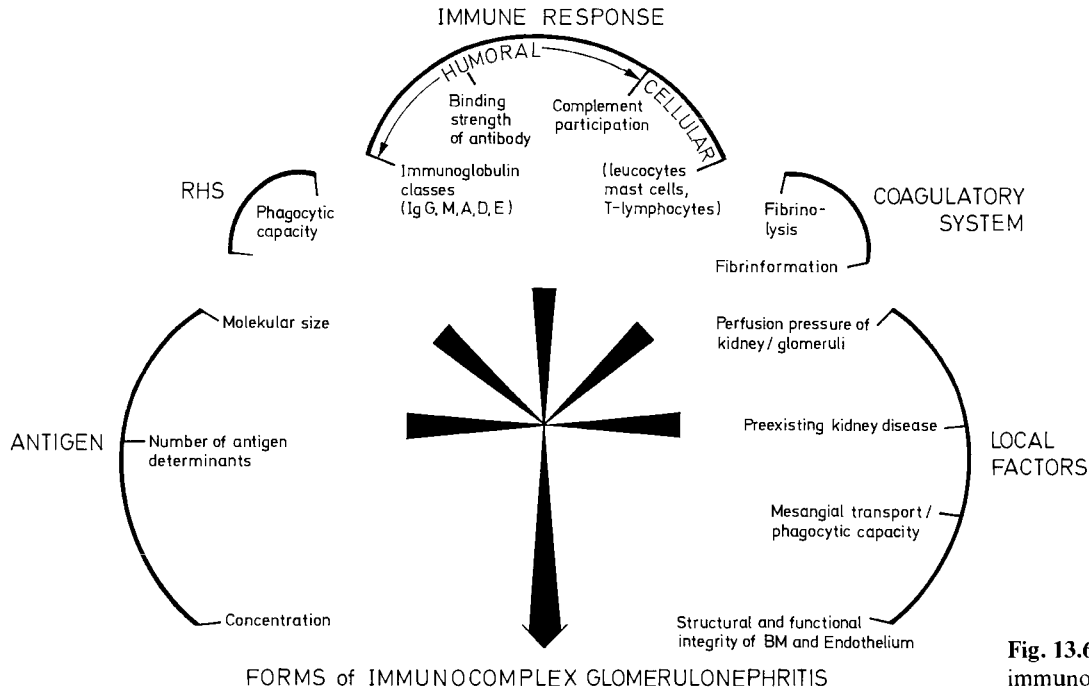 IMMUNE RESPONSE
HUMORAL
CELLULAR
Binding
strength
of antibody
Complement
participation
Immunoglobulin
classes
(Ig G, M, A, D, E)
(leucocytes
mast cells,
T-lymphocytes)
RHS
Phagocytic
capacity
COAGULATORY
SYSTEM
Fibrino-
lysis
Fibrinformation
ANTIGEN
Molekular size
Number of antigen
determinants
Concentration
LOCAL
FACTORS
Perfusion pressure of
kidney / glomeruli
Preexisting kidney disease
Mesangial transport /
phagocytic capacity
Structural and functional
integrity of BM and Endothelium
FORMS of IMMUNOCOMPLEX GLOMERULONEPHRITIS
Fig. 13.6
immuno